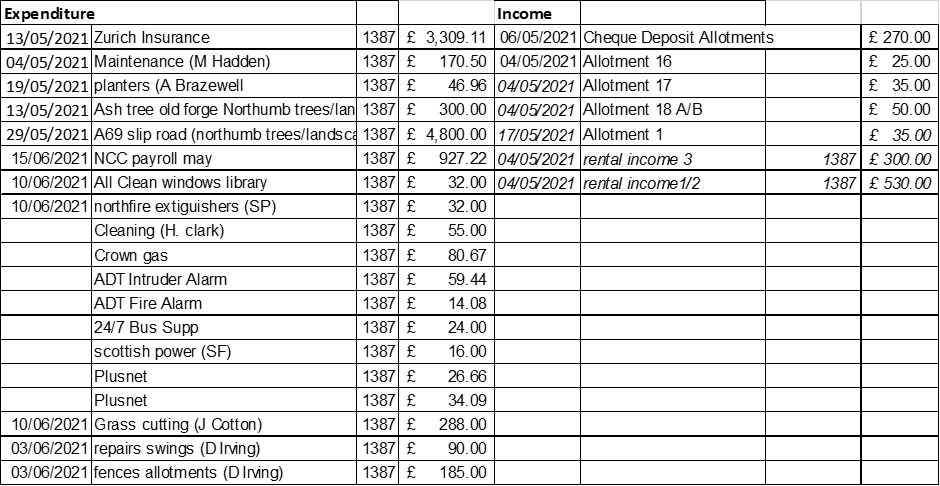 Expenditure Income
13/05/2021 Zurich Insurance 1387 £ 3,309.11 06/05/2021 Cheque Deposit Allotments £ 270.00
04/05/2021 Maintenance (M Hadden) 1387 £ 170.50 04/05/2021 Allotment 16 £ 25.00
19/05/2021 planters (A Brazewell 1387 £ 46.96 04/05/2021 Allotment 17 £ 35.00
13/05/2021 Ash tree old forge Northumb trees/lan 1387 £ 300.00 04/05/2021 Allotment 18 A/B £ 50.00
29/05/2021 A69 slip road (northumb trees/landsca 1387 £ 4,800.00 17/05/2021 Allotment 1 £ 35.00
15/06/2021 NCC payroll may 1387 £ 927.22 04/05/2021 rental income 3 1387 £ 300.00
10/06/2021 All Clean windows library 1387 £ 32.00 04/05/2021 rental income1/2 1387 £ 530.00
10/06/2021 northfire extiguishers (SP) 1387 £ 32.00
Cleaning (H. clark) 1387 £ 55.00
Crown gas 1387 £ 80.67
ADT Intruder Alarm 1387 £ 59.44
ADT Fire Alarm 1387 £ 14.08
24/7 Bus Supp 1387 £ 24.00
scottish power (SF) 1387 £ 16.00
Plusnet 1387 £ 26.66
Plusnet 1387 £ 34.09
10/06/2021 Grass cutting (J Cotton) 1387 £ 288.00
03/06/2021 repairs swings (D Irving) 1387 £ 90.00
03/06/2021 fences allotments (D Irving) 1387 £ 185.00